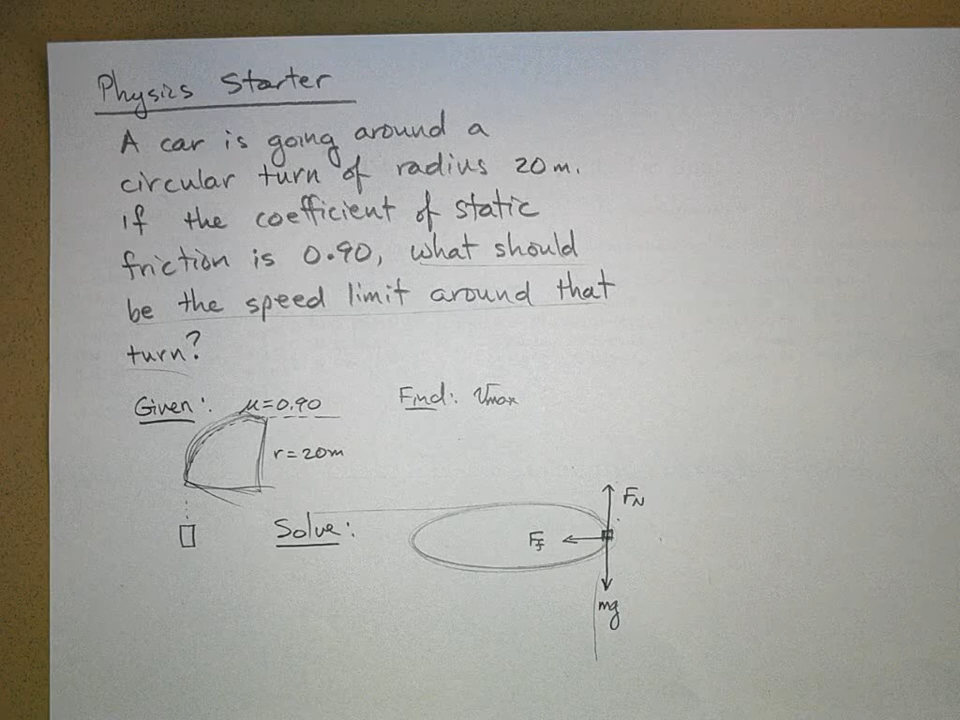 Physics Starter
A car is going around a
circular turn of radius 20m.
If the coefficient of static
friction is 0.90, what should
be the speed limit around that
turn?
Given: μ=0.90 Find: Vmax
r=20m
Solve:
FN
Ff
mg